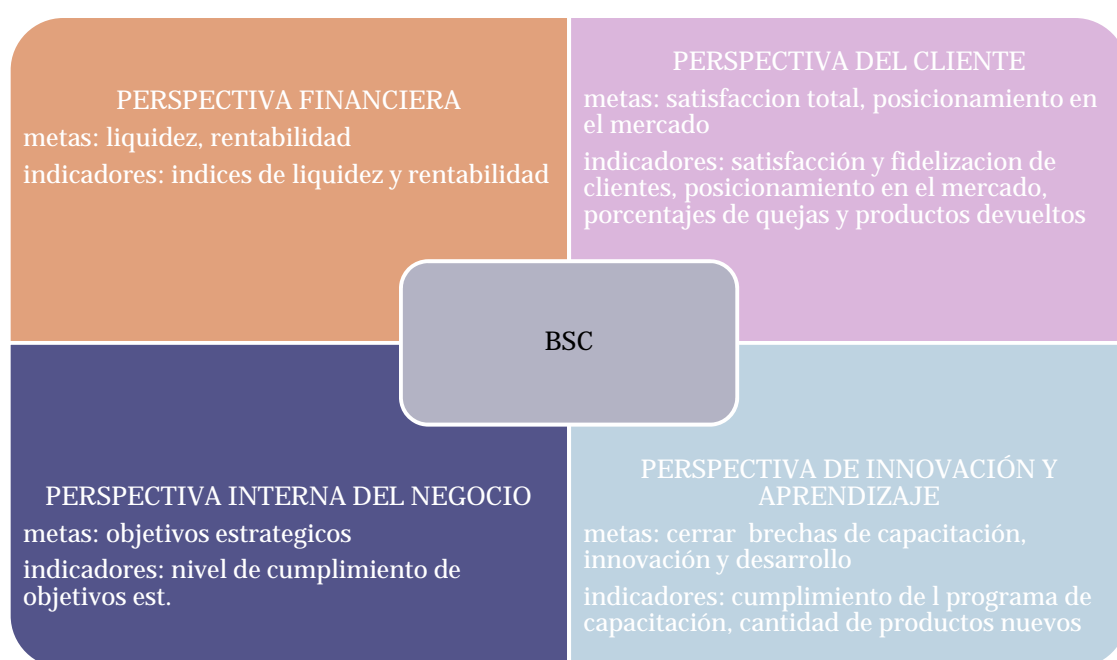 PERSPECTIVA FINANCIERA
metas: liquidez, rentabilidad
indicadores: indices de liquidez y rentabilidad
PERSPECTIVA DEL CLIENTE
metas: satisfaccion total, posicionamiento en
el mercado
indicadores: satisfacción y fidelizacion de
clientes, posicionamiento en el mercado,
porcentajes de quejas y productos devueltos
BSC
PERSPECTIVA INTERNA DEL NEGOCIO
metas: objetivos estrategicos
indicadores: nivel de cumplimiento de
objetivos est.
PERSPECTIVA DE INNOVACIÓN Y
APRENDIZAJE
metas: cerrar  brechas de capacitación,
innovación y desarrollo
indicadores: cumplimiento de l programa de
capacitación, cantidad de productos nuevos